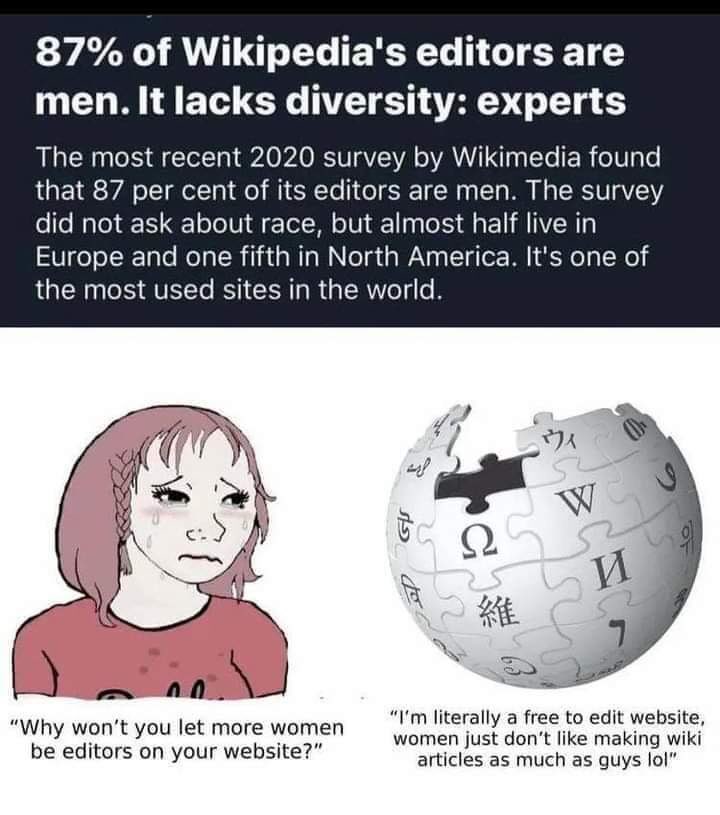 87% of Wikipedia's editors are
men. It lacks diversity: experts
The most recent 2020 survey by Wikimedia found
that 87 per cent of its editors are men. The survey
did not ask about race, but almost half live in
Europe and one fifth in North America. It's one of
the most used sites in the world.
ウィ
W
Ω
И
維
위
7
"Why won't you let more women
be editors on your website?"
"I'm literally a free to edit website,
women just don't like making wiki
articles as much as guys lol"